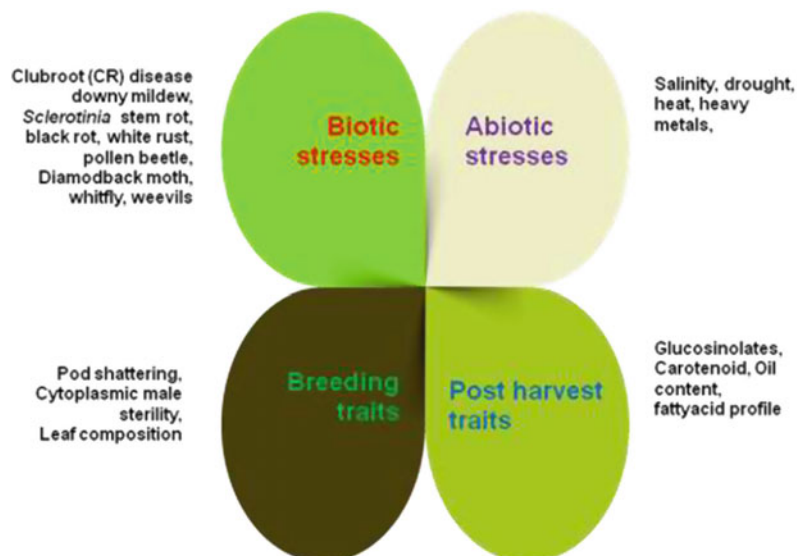 Clubroot (CR) disease
downy mildew,
Sclerotinia stem rot,
black rot, white rust,
pollen beetle,
Diamodback moth,
whitfly, weevils
Biotic
stresses
Abiotic
stresses
Salinity, drought,
heat, heavy
metals,
Pod shattering,
Cytoplasmic male
sterility,
Leaf composition
Breeding
traits
Post harvest
traits
Glucosinolates,
Carotenoid, Oil
content,
fattyacid profile